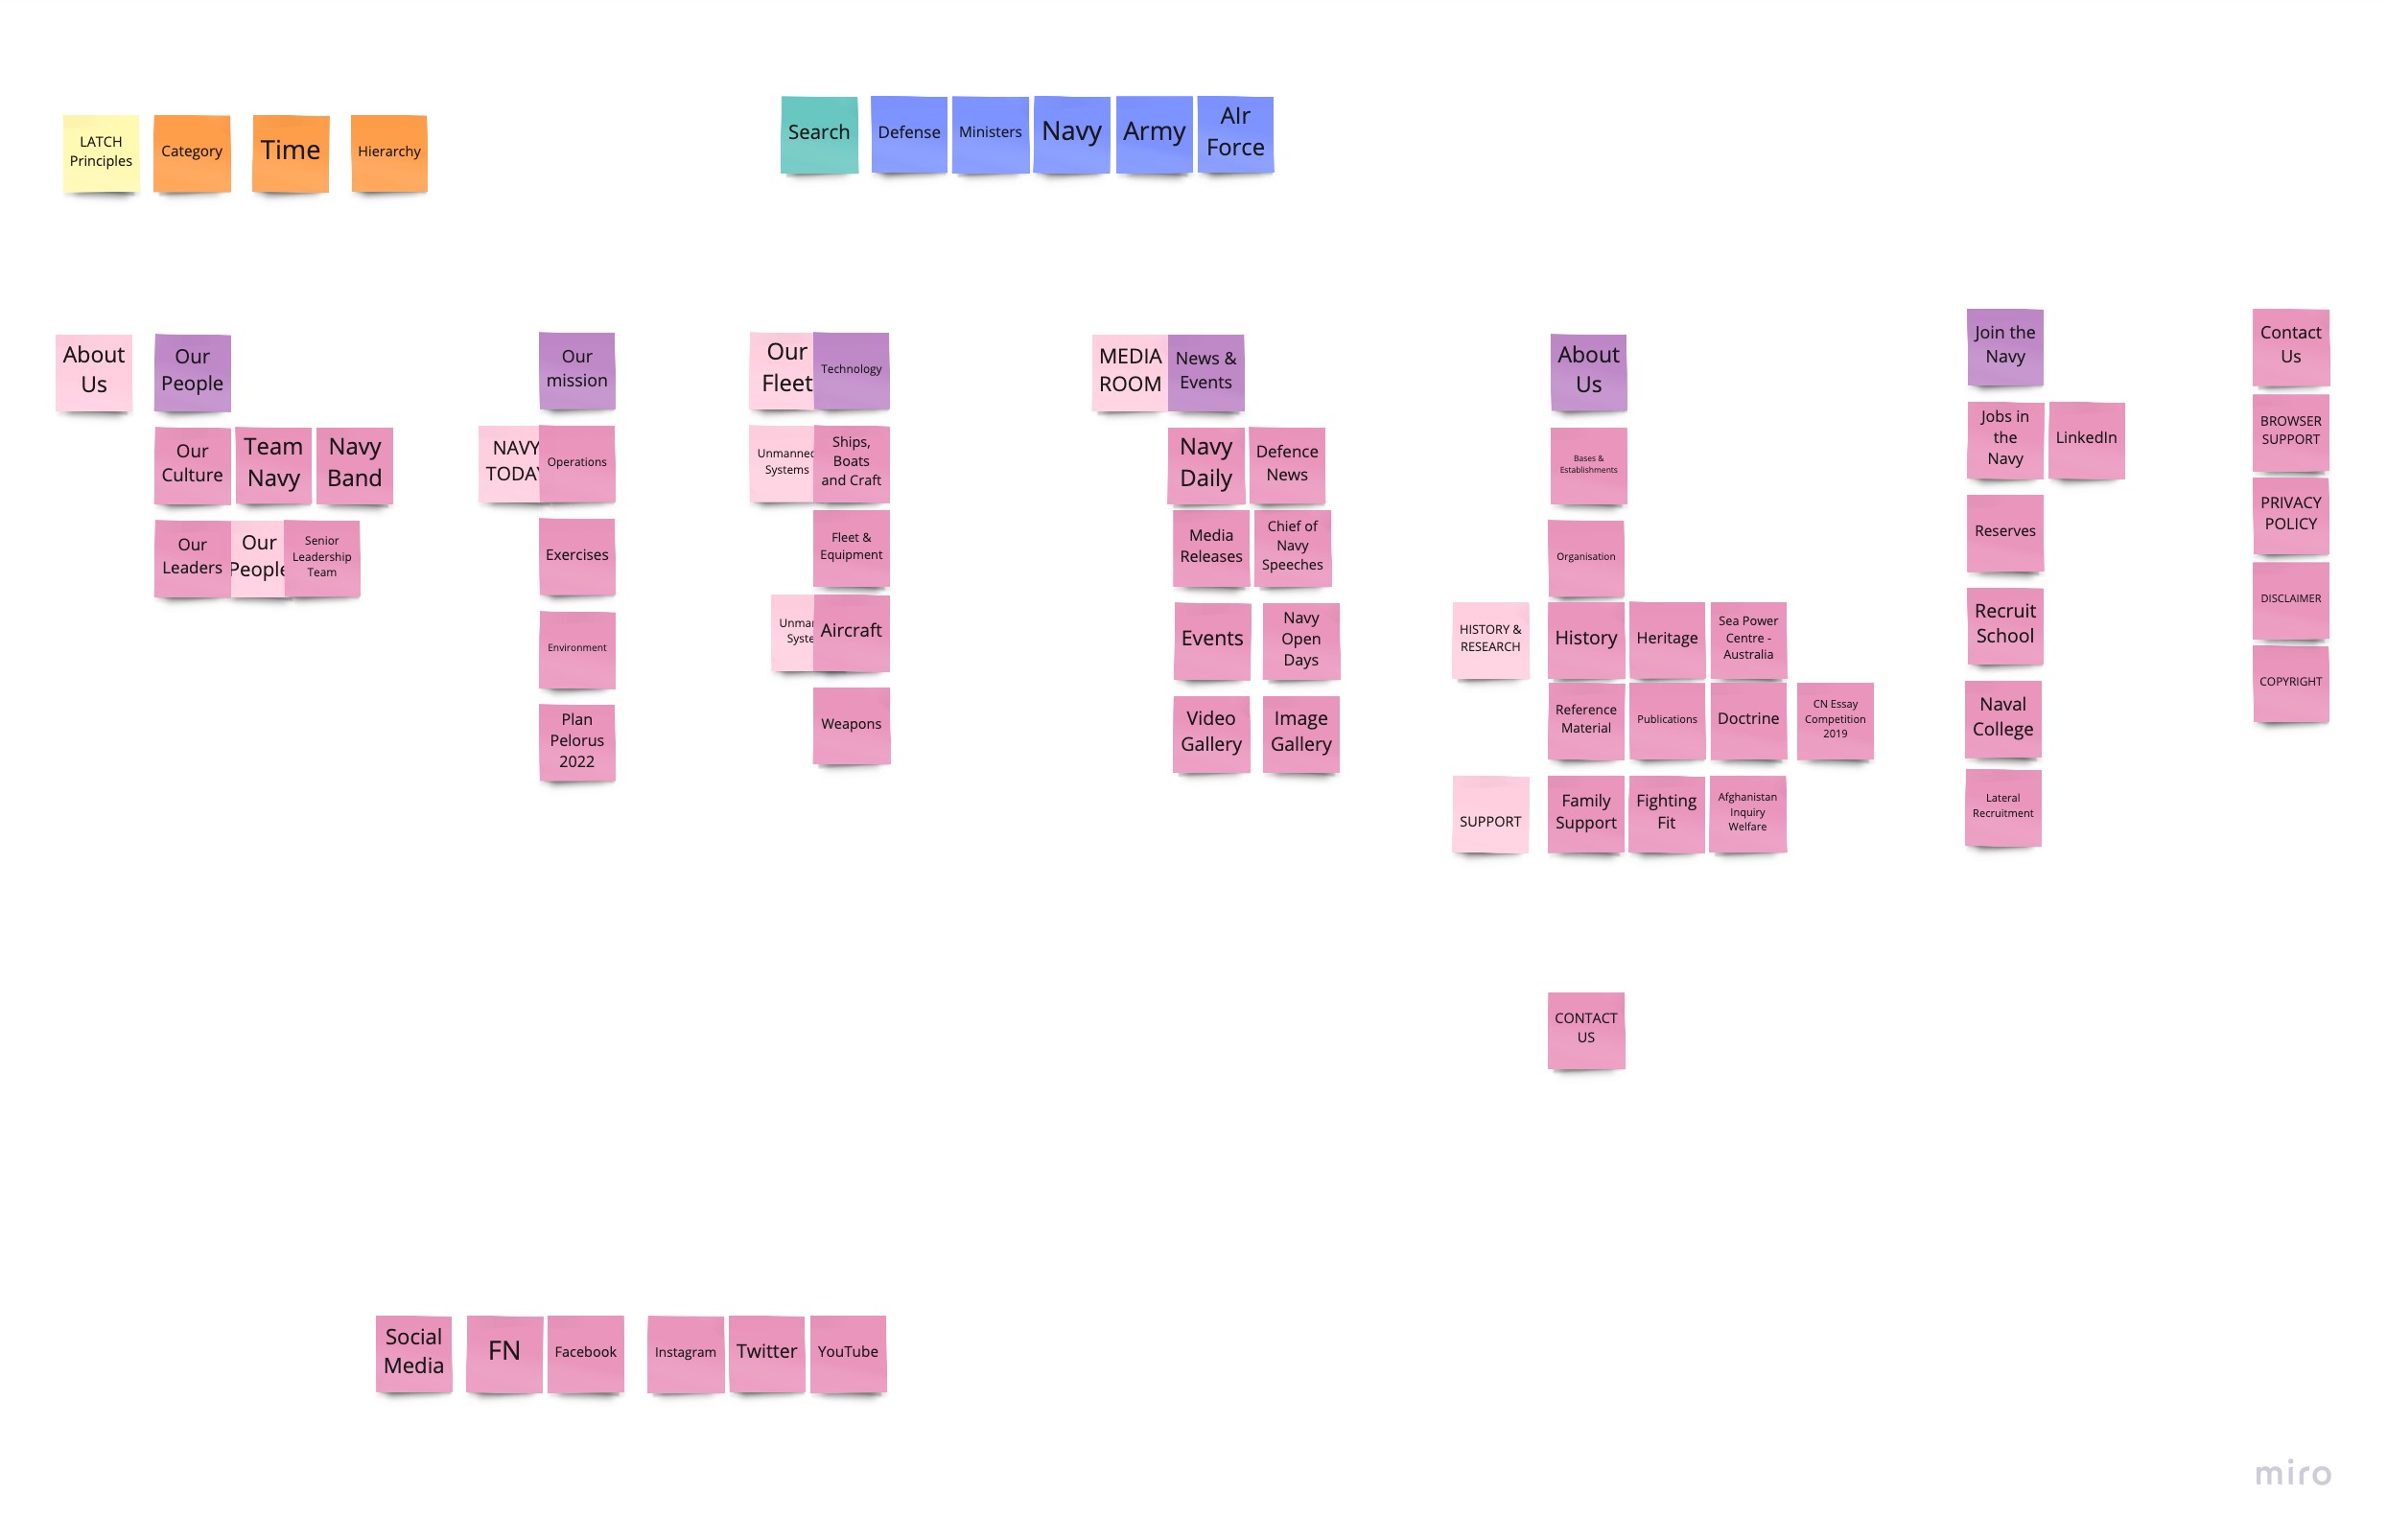 LATCH
Principles
Category
Time
Hierarchy
Search
Defense
Ministers
Navy
Army
AIr
Force
About
Us
Our
People
Our
Culture
Team
Navy
Navy
Band
Our
Leaders
Our
People
Senior
Leadership
Team
Our
mission
NAVY
TODAY
Operations
Exercises
Environment
Plan
Pelorus
2022
Our
Fleet
Technology
Unmanned
Systems
Ships,
Boats
and Craft
Fleet &
Equipment
Unman
Syste
Aircraft
Weapons
MEDIA
ROOM
News &
Events
Navy
Daily
Defence
News
Media
Releases
Chief of
Navy
Speeches
Events
Navy
Open
Days
Video
Gallery
Image
Gallery
About
Us
Bases &
Establishments
Organisation
HISTORY &
RESEARCH
History
Heritage
Sea Power
Centre -
Australia
Reference
Material
Publications
Doctrine
CN Essay
Competition
2019
SUPPORT
Family
Support
Fighting
Fit
Afghanistan
Inquiry
Welfare
CONTACT
US
Join the
Navy
Jobs in
the
Navy
LinkedIn
Reserves
Recruit
School
Naval
College
Lateral
Recruitment
Contact
Us
BROWSER
SUPPORT
PRIVACY
POLICY
DISCLAIMER
COPYRIGHT
Social
Media
FN
Facebook
Instagram
Twitter
YouTube
miro